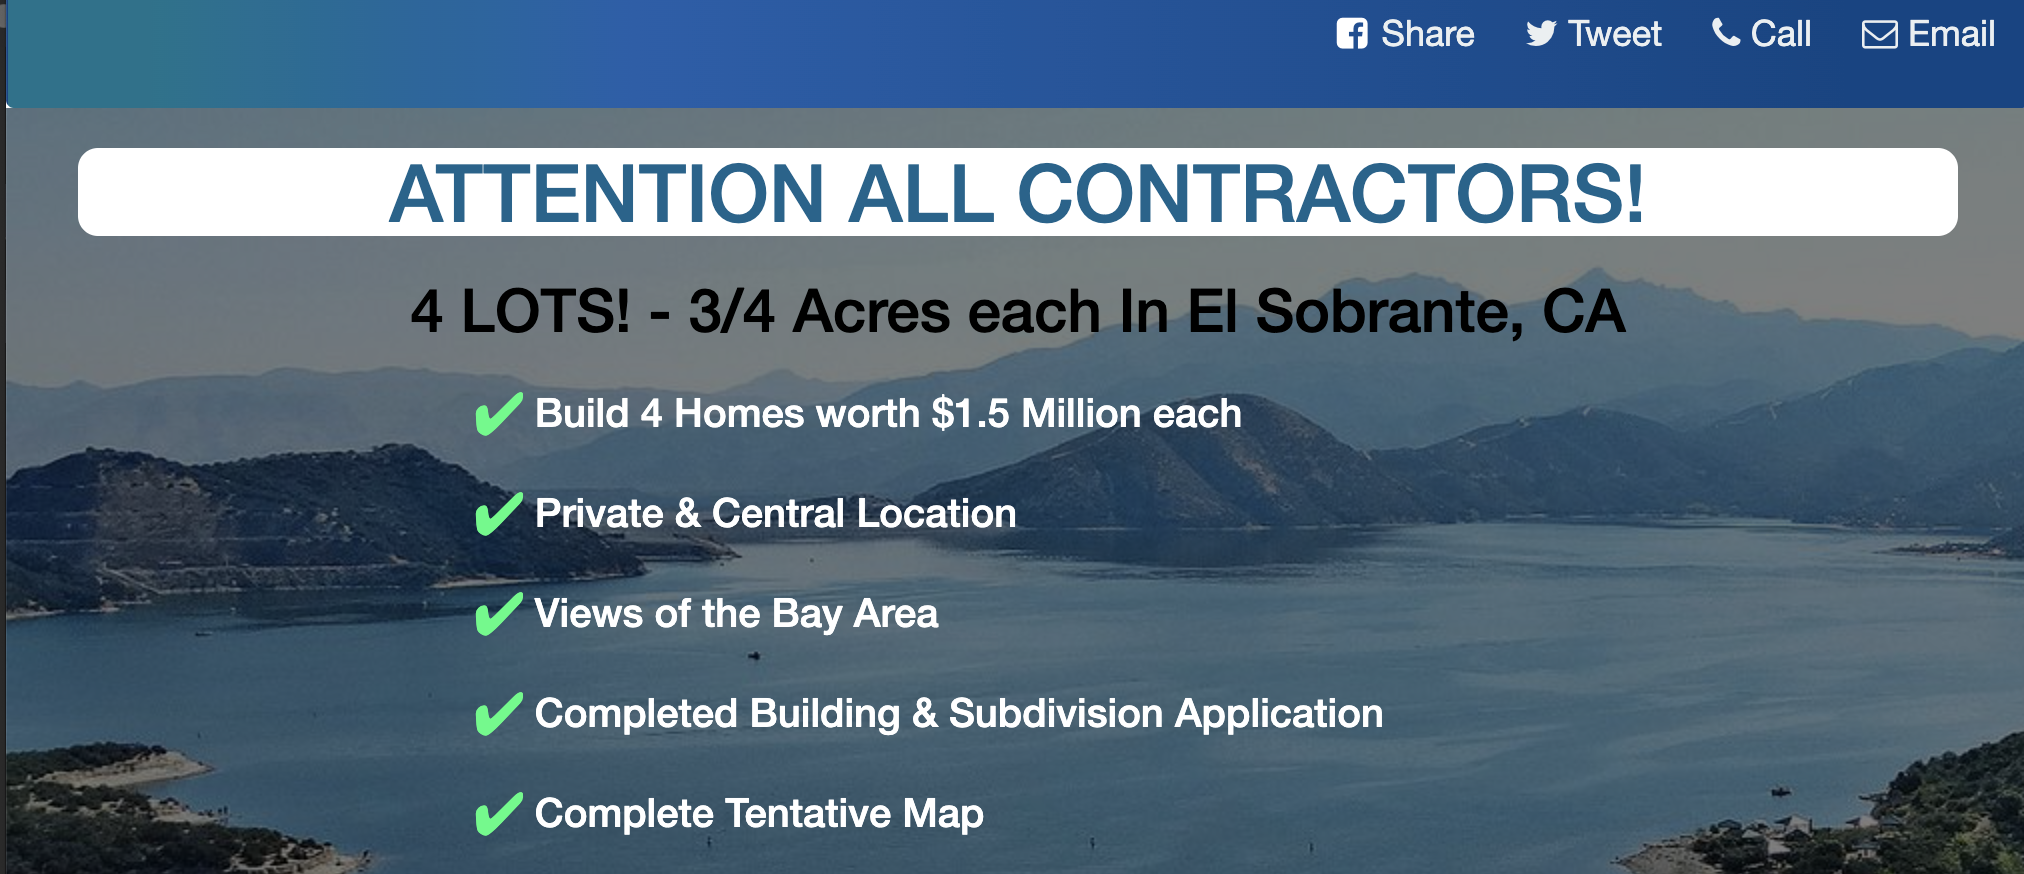 Share Tweet Call Email
ATTENTION ALL CONTRACTORS!
4 LOTS! - 3/4 Acres each In El Sobrante, CA
✔ Build 4 Homes worth $1.5 Million each
✔ Private & Central Location
✔ Views of the Bay Area
✔ Completed Building & Subdivision Application
✔ Complete Tentative Map